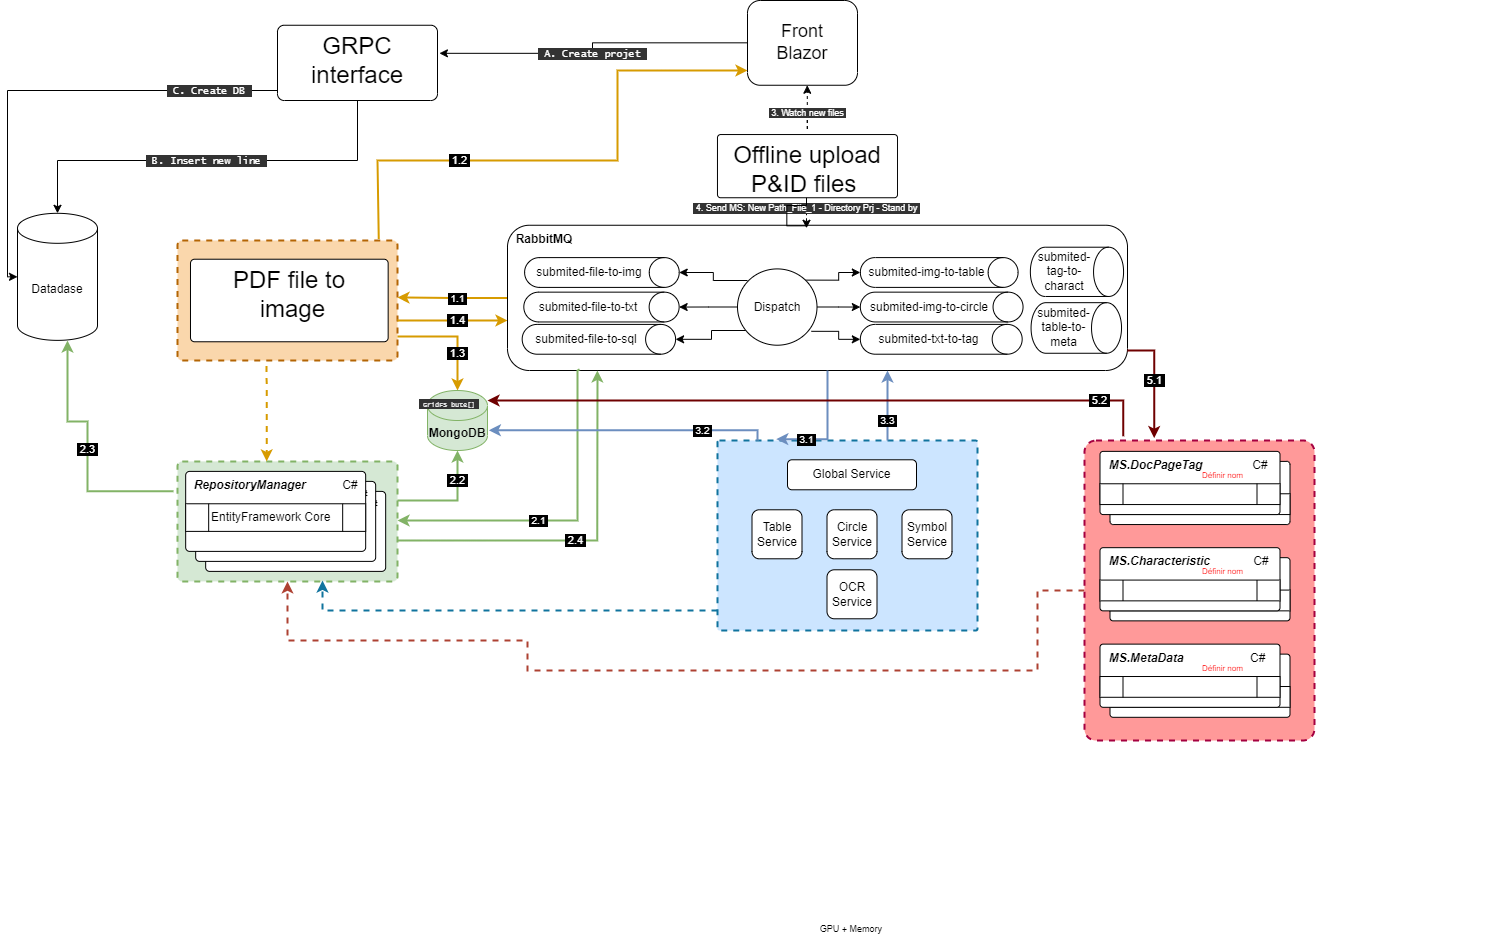 Front
Blazor
GRPC
interface
A. Create projet
C. Create DB
3. Watch new files
B. Insert new line
1.2
Offline upload
P&ID files
4. Send MS: New Path_File_1 - Directory Prj - Stand by
Datadase
PDF file to
image
RabbitMQ
submited-file-to-img
submited-file-to-txt
submited-file-to-sql
Dispatch
submited-img-to-table
submited-img-to-circle
submited-txt-to-tag
submited-
tag-to-
charact
submited-
table-to-
meta
1.1
1.4
1.3
GridFS byte[]
MongoDB
5.1
5.2
3.2
3.1
3.3
2.3
2.2
2.1
2.4
RepositoryManager
C#
EntityFramework Core
#
Global Service
Table
Service
Circle
Service
Symbol
Service
OCR
Service
MS.DocPageTag
C#
Définir nom
MS.Characteristic
C#
Définir nom
MS.MetaData
C#
Définir nom
GPU + Memory